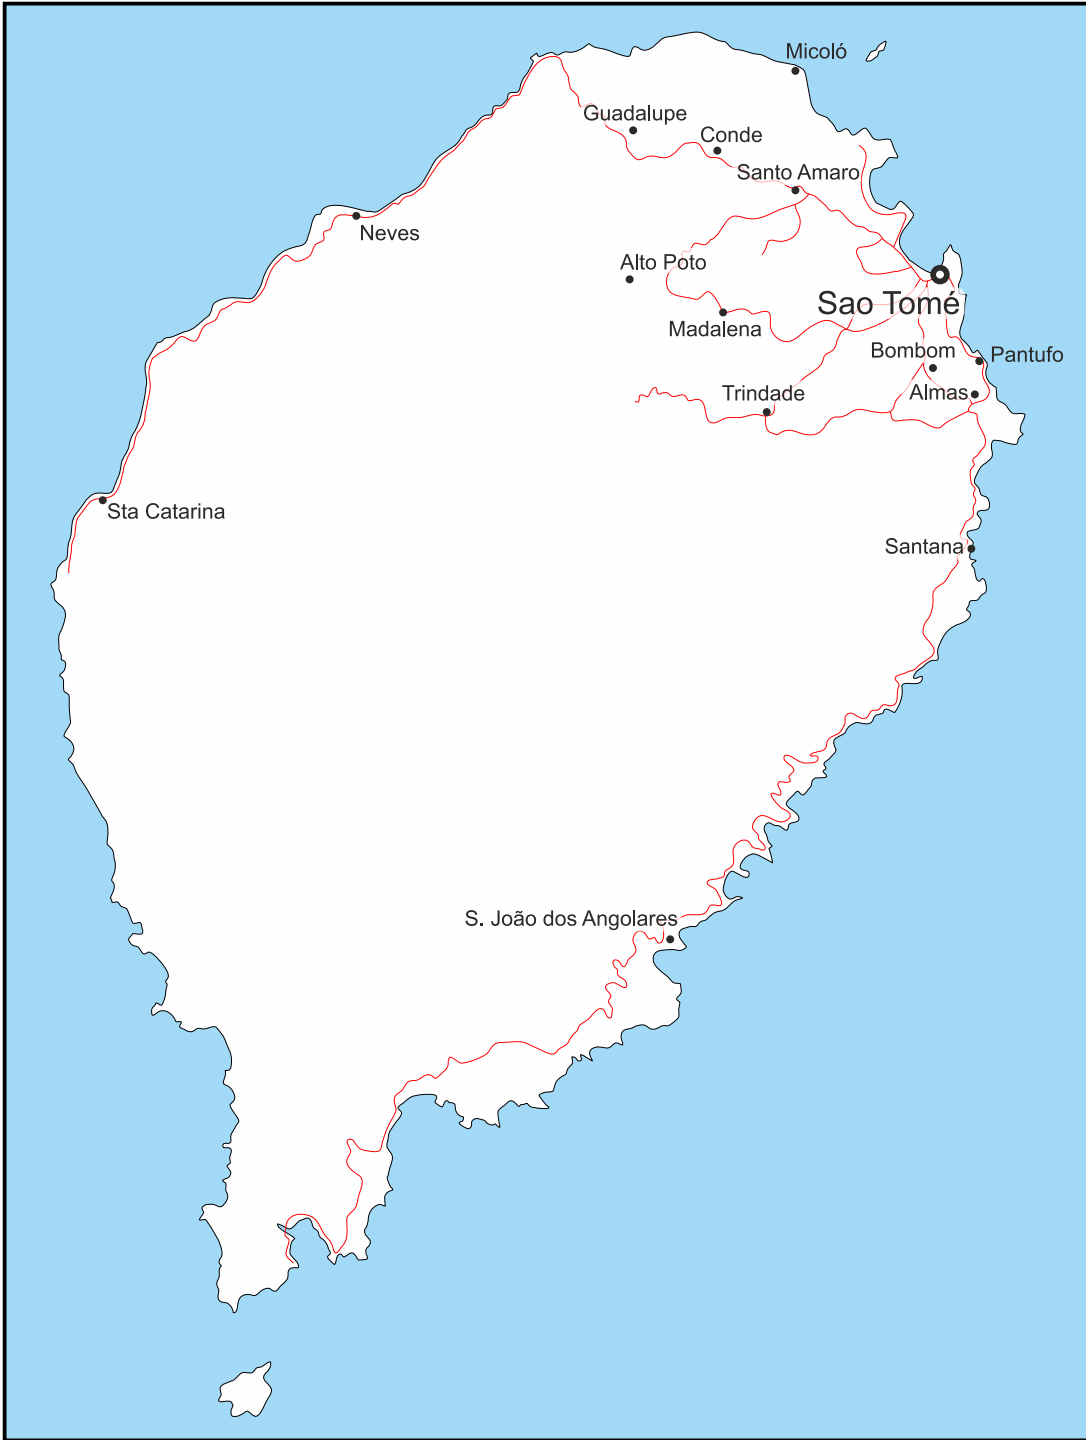 Micoló
Guadalupe
Conde
Santo Amaro
Neves
Alto Poto
Sao Tomé
Madalena
Bombom
Pantufo
Trindade
Almas
Sta Catarina
Santana
S. João dos Angolares